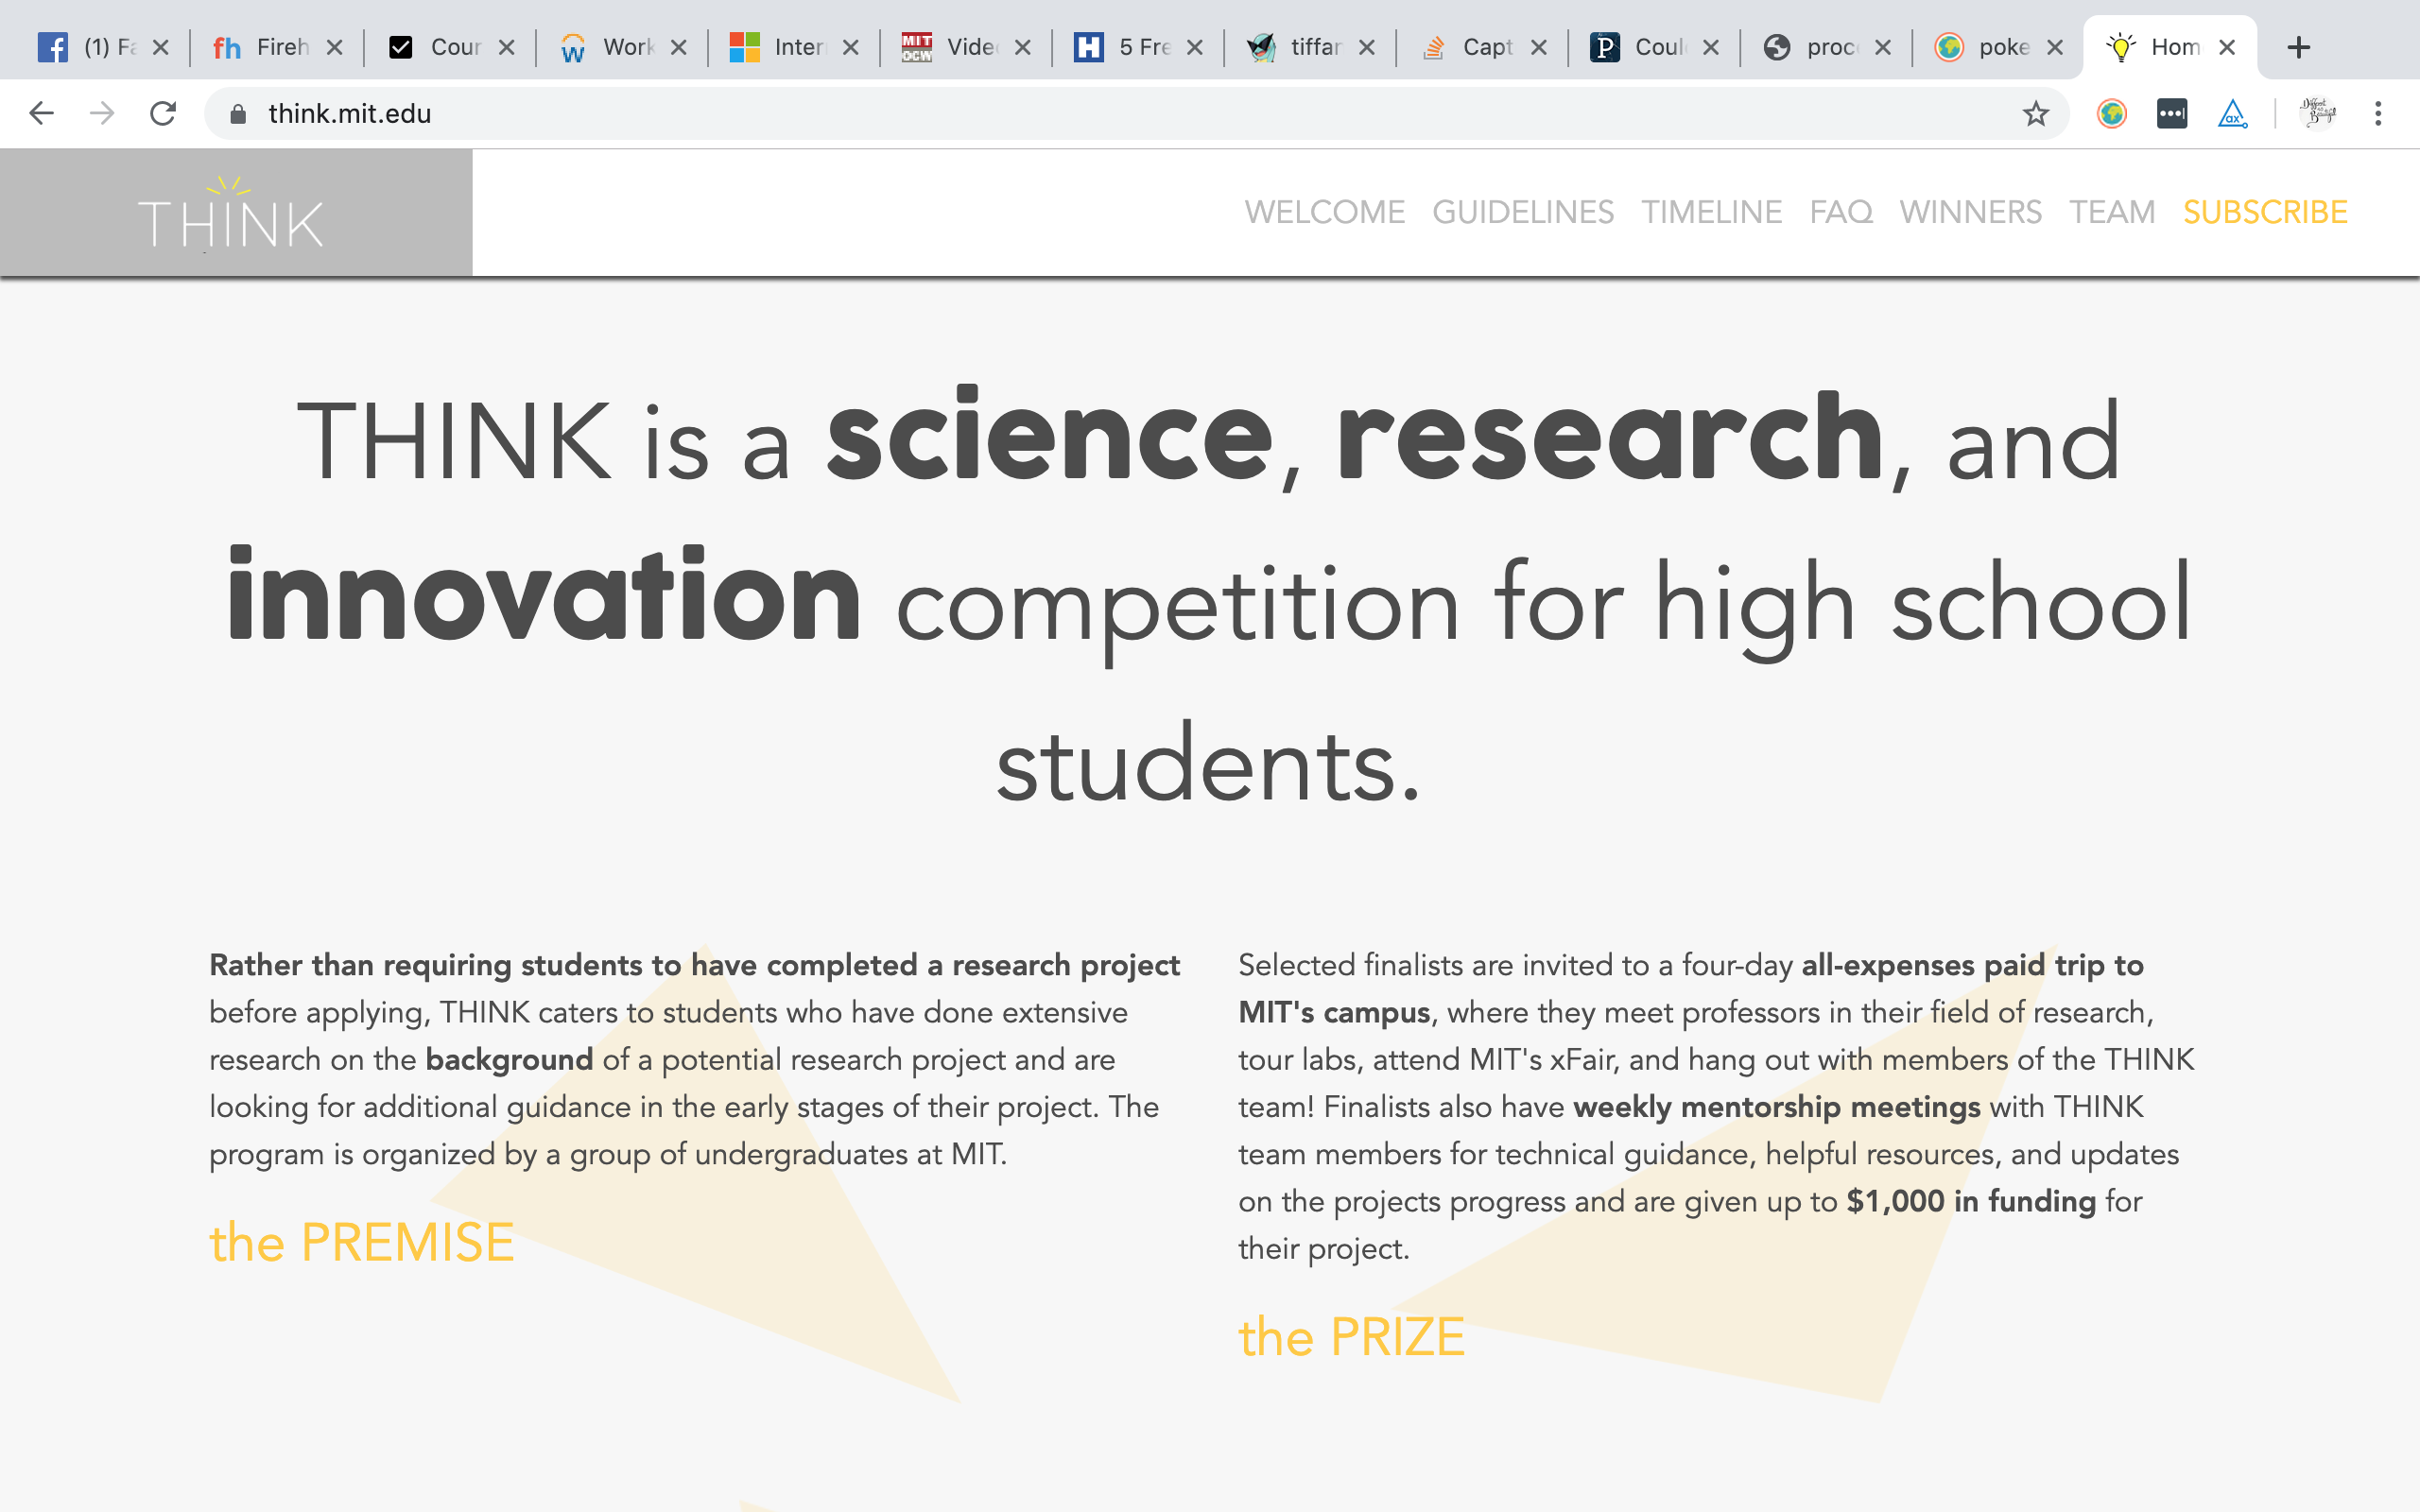 (1) Fa
fh Fireh
Cour
Work
Inter
MIT OCW Vide
H 5 Fre
tiffar
Capt
P Coul
proc
poke
Hom
think.mit.edu
THINK
WELCOME GUIDELINES TIMELINE FAQ WINNERS TEAM SUBSCRIBE
THINK is a science, research, and
innovation competition for high school
students.
Rather than requiring students to have completed a research project
before applying, THINK caters to students who have done extensive
research on the background of a potential research project and are
looking for additional guidance in the early stages of their project. The
program is organized by a group of undergraduates at MIT.
the PREMISE
Selected finalists are invited to a four-day all-expenses paid trip to
MIT's campus, where they meet professors in their field of research,
tour labs, attend MIT's xFair, and hang out with members of the THINK
team! Finalists also have weekly mentorship meetings with THINK
team members for technical guidance, helpful resources, and updates
on the projects progress and are given up to $1,000 in funding for
their project.
the PRIZE